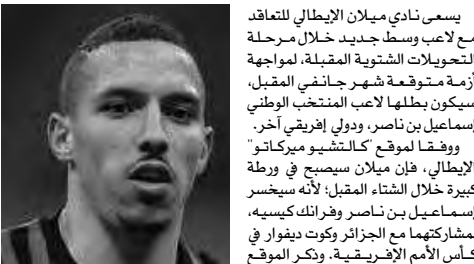 يسعى نادي ميلان الإيطالي للتعاقد
مع لاعب وسط جديد خلال مرحلة
التحويلات الشتوية المقبلة، لمواجهة
أزمة متوقعة شهر جانفي المقبل،
سيكون بطلها لاعب المنتخب الوطني
إسماعيل بن ناصر، ودولي إفريقي آخر.
ووفقا لموقع "كالتشيو ميركاتو"
الإيطالي، فإن ميلان سيصبح في ورطة
كبيرة خلال الشتاء المقبل؛ لأنه سيخسر
إسماعيل بن ناصر وفرانك كيسيه،
لمشاركتهما مع الجزائر وكوت ديفوار في
كأس الأمم الإفريقية. وذكر الموقع